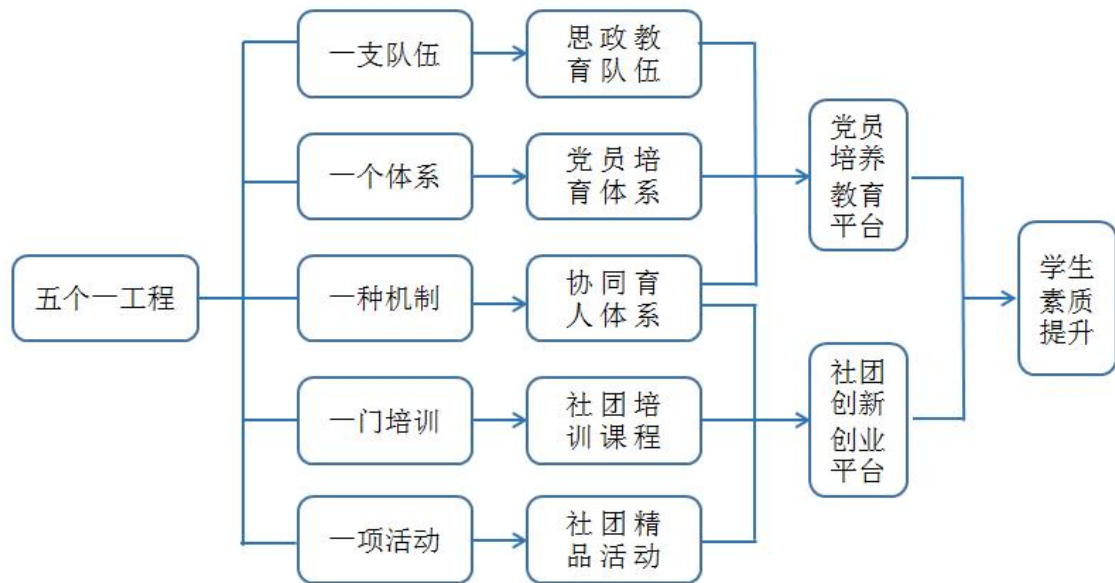 五个一工程
一支队伍
思政教
育队伍
一个体系
党员培
育体系
一种机制
协同育
人体系
一门培训
社团培
训课程
一项活动
社团精
品活动
党员
培养
教育
平台
社团
创新
创业
平台
学生
素质
提升